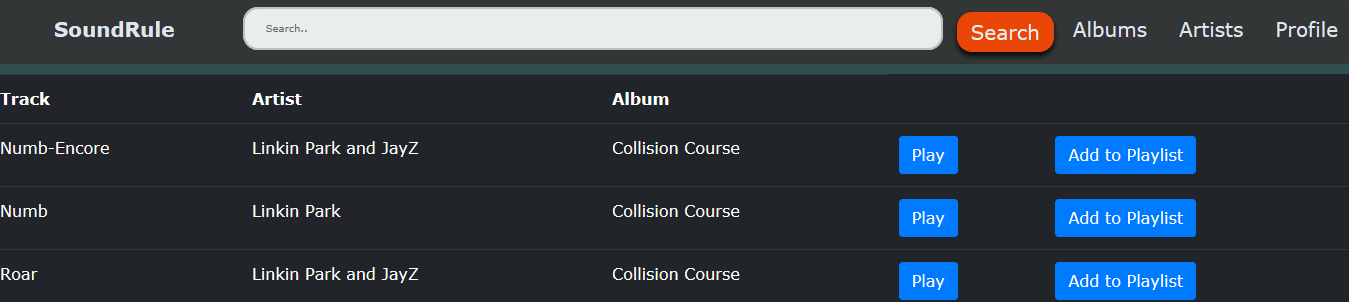 SoundRule Search.. Search Albums Artists Profile
Track Artist Album
Numb-Encore Linkin Park and JayZ Collision Course Play Add to Playlist
Numb Linkin Park Collision Course Play Add to Playlist
Roar Linkin Park and JayZ Collision Course Play Add to Playlist